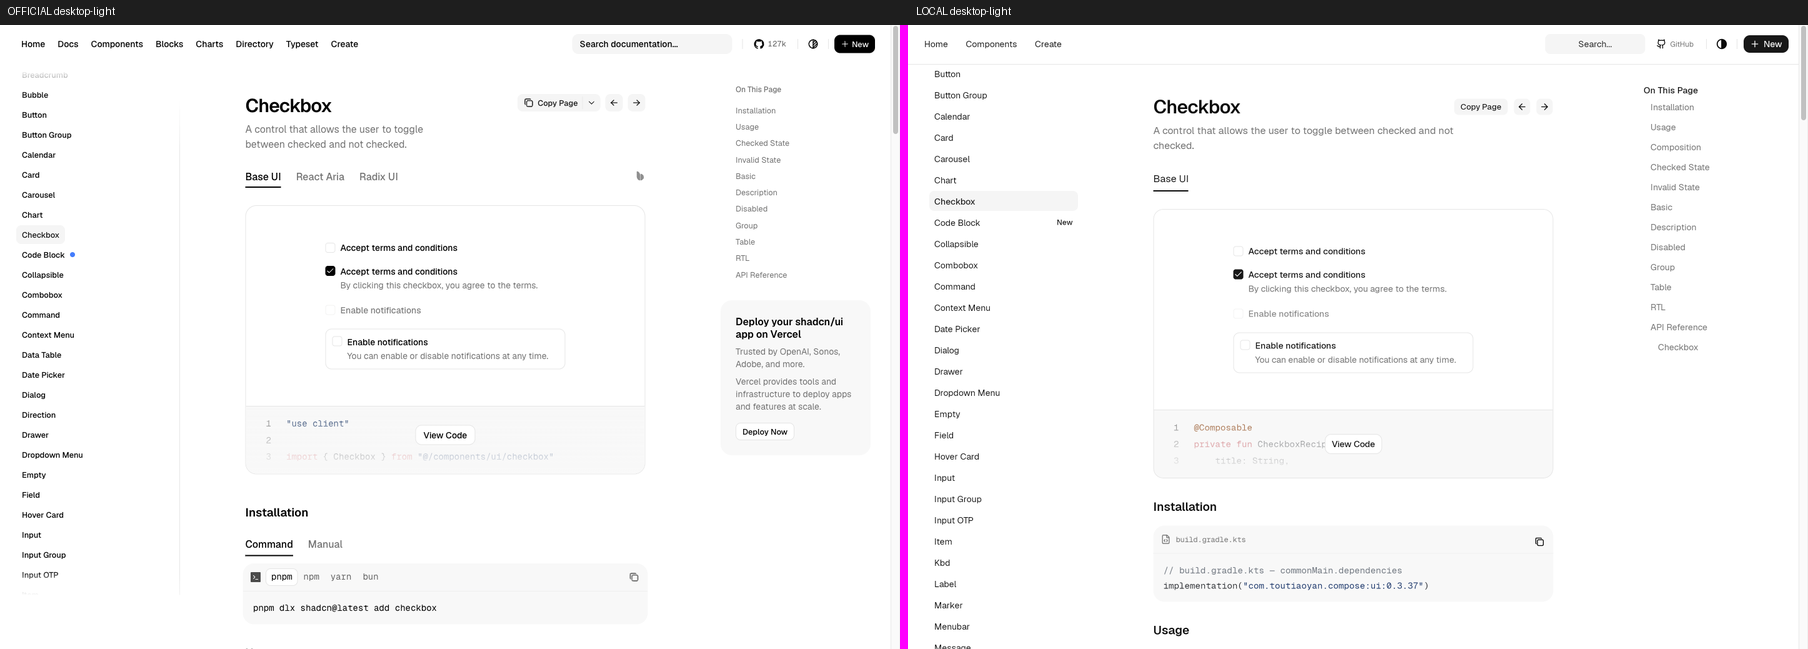 OFFICIAL desktop-light
Home Docs Components Blocks Charts Directory Typeset Create
Search documentation...
127k
+ New
Breadcrumb
Bubble
Button
Button Group
Calendar
Card
Carousel
Chart
Checkbox
Code Block
Collapsible
Combobox
Command
Context Menu
Data Table
Date Picker
Dialog
Direction
Drawer
Dropdown Menu
Empty
Field
Hover Card
Input
Input Group
Input OTP
Checkbox
Copy Page
A control that allows the user to toggle
between checked and not checked.
Base UI React Aria Radix UI
Accept terms and conditions
Accept terms and conditions
By clicking this checkbox, you agree to the terms.
Enable notifications
Enable notifications
You can enable or disable notifications at any time.
1 "use client"
2
View Code
3 import { Checkbox } from "@/components/ui/checkbox"
Installation
Command Manual
pnpm npm yarn bun
pnpm dlx shadcn@latest add checkbox
On This Page
Installation
Usage
Checked State
Invalid State
Basic
Description
Disabled
Group
Table
RTL
API Reference
Deploy your shadcn/ui
app on Vercel
Trusted by OpenAI, Sonos,
Adobe, and more.
Vercel provides tools and
infrastructure to deploy apps
and features at scale.
Deploy Now
LOCAL desktop-light
Home Components Create
Search...
GitHub
+ New
Button
Button Group
Calendar
Card
Carousel
Chart
Checkbox
Code Block New
Collapsible
Combobox
Command
Context Menu
Date Picker
Dialog
Drawer
Dropdown Menu
Empty
Field
Hover Card
Input
Input Group
Input OTP
Item
Kbd
Label
Marker
Menubar
Message
Checkbox
Copy Page
A control that allows the user to toggle between checked and not
checked.
Base UI
Accept terms and conditions
Accept terms and conditions
By clicking this checkbox, you agree to the terms.
Enable notifications
Enable notifications
You can enable or disable notifications at any time.
1 @Composable
2 private fun CheckboxRecip
View Code
3 title: String,
Installation
build.gradle.kts
// build.gradle.kts — commonMain.dependencies
implementation("com.toutiaoyan.compose:ui:0.3.37")
Usage
On This Page
Installation
Usage
Composition
Checked State
Invalid State
Basic
Description
Disabled
Group
Table
RTL
API Reference
Checkbox